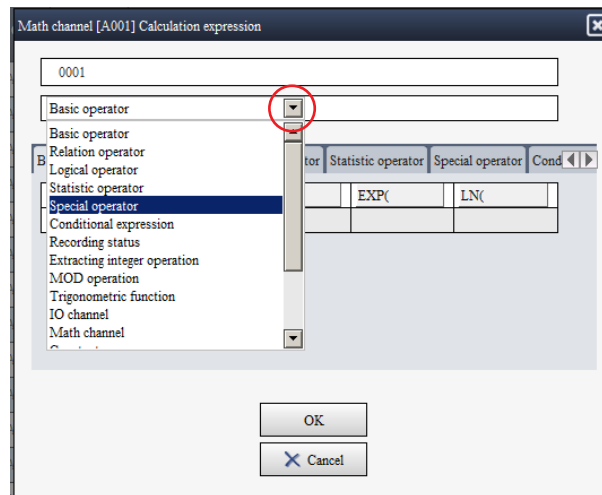 Math channel [A001] Calculation expression
0001
Basic operator
Basic operator
Relation operator
Logical operator
Statistic operator
Special operator
Conditional expression
Recording status
Extracting integer operation
MOD operation
Trigonometric function
IO channel
Math channel
B tor Statistic operator Special operator Cond
EXP( LN(
OK
Cancel